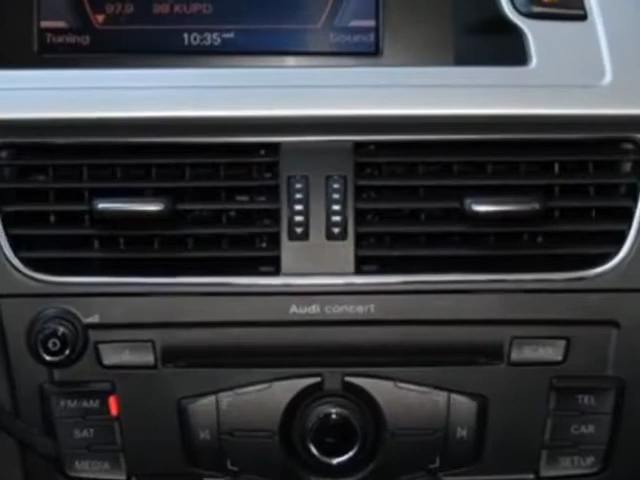 97.9 98 KUPD
Tuning 10:35 Sound
Audi concert
SCAN
FM/AM TEL
SAT CAR
MEDIA SETUP